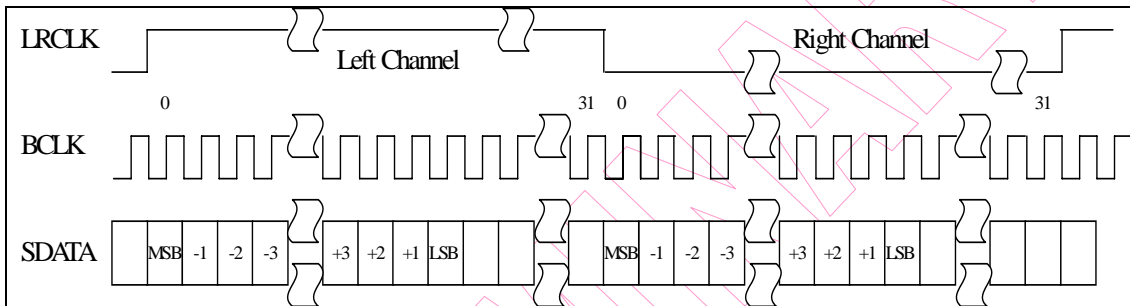 LRCLK
Right Channel
Left Channel
0 31 0 31
BCLK
SDATA MSB -1 -2 -3 +3 +2 +1 LSB MSB -1 -2 -3 +3 +2 +1 LSB